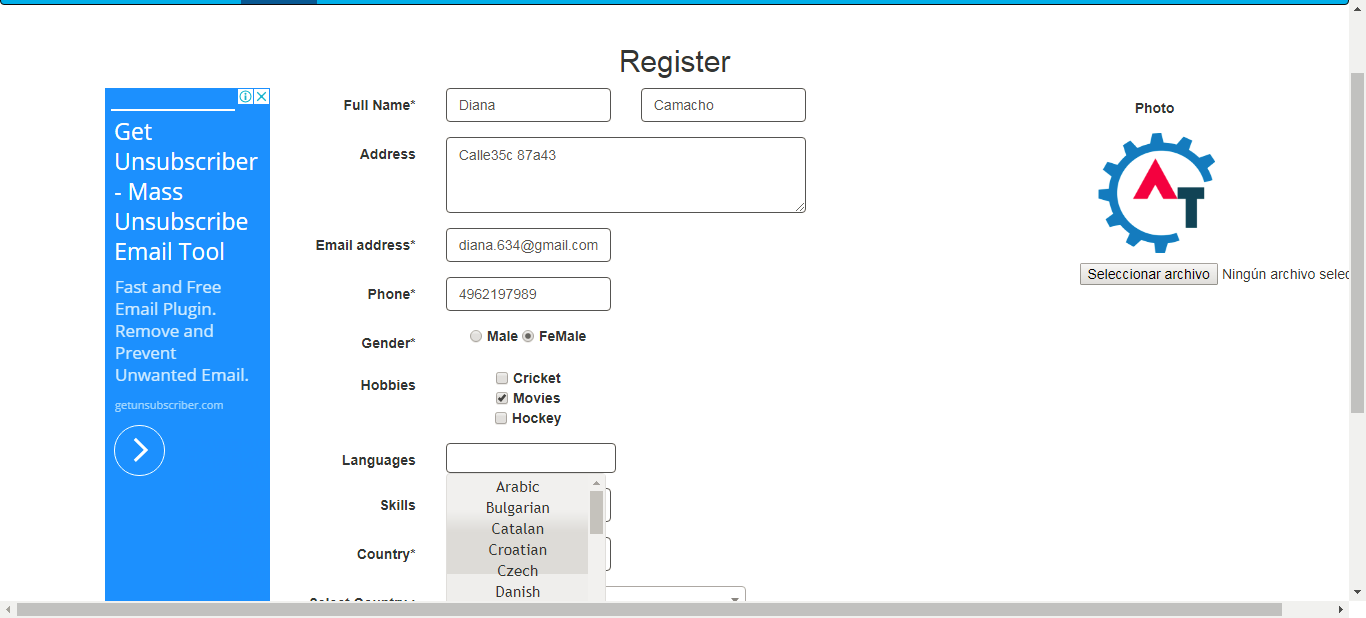 Register
Get
Unsubscriber
- Mass
Unsubscribe
Email Tool
Fast and Free
Email Plugin.
Remove and
Prevent
Unwanted Email.
getunsubscriber.com
Full Name* Diana Camacho
Address Calle35c 87a43
Email address* diana.634@gmail.com
Phone* 4962197989
Gender* Male FeMale
Hobbies Cricket
Movies
Hockey
Languages
Arabic
Skills Bulgarian
Catalan
Country* Croatian
Czech
Danish
Select Country :
Photo
AT
Seleccionar archivo Ningún archivo selec